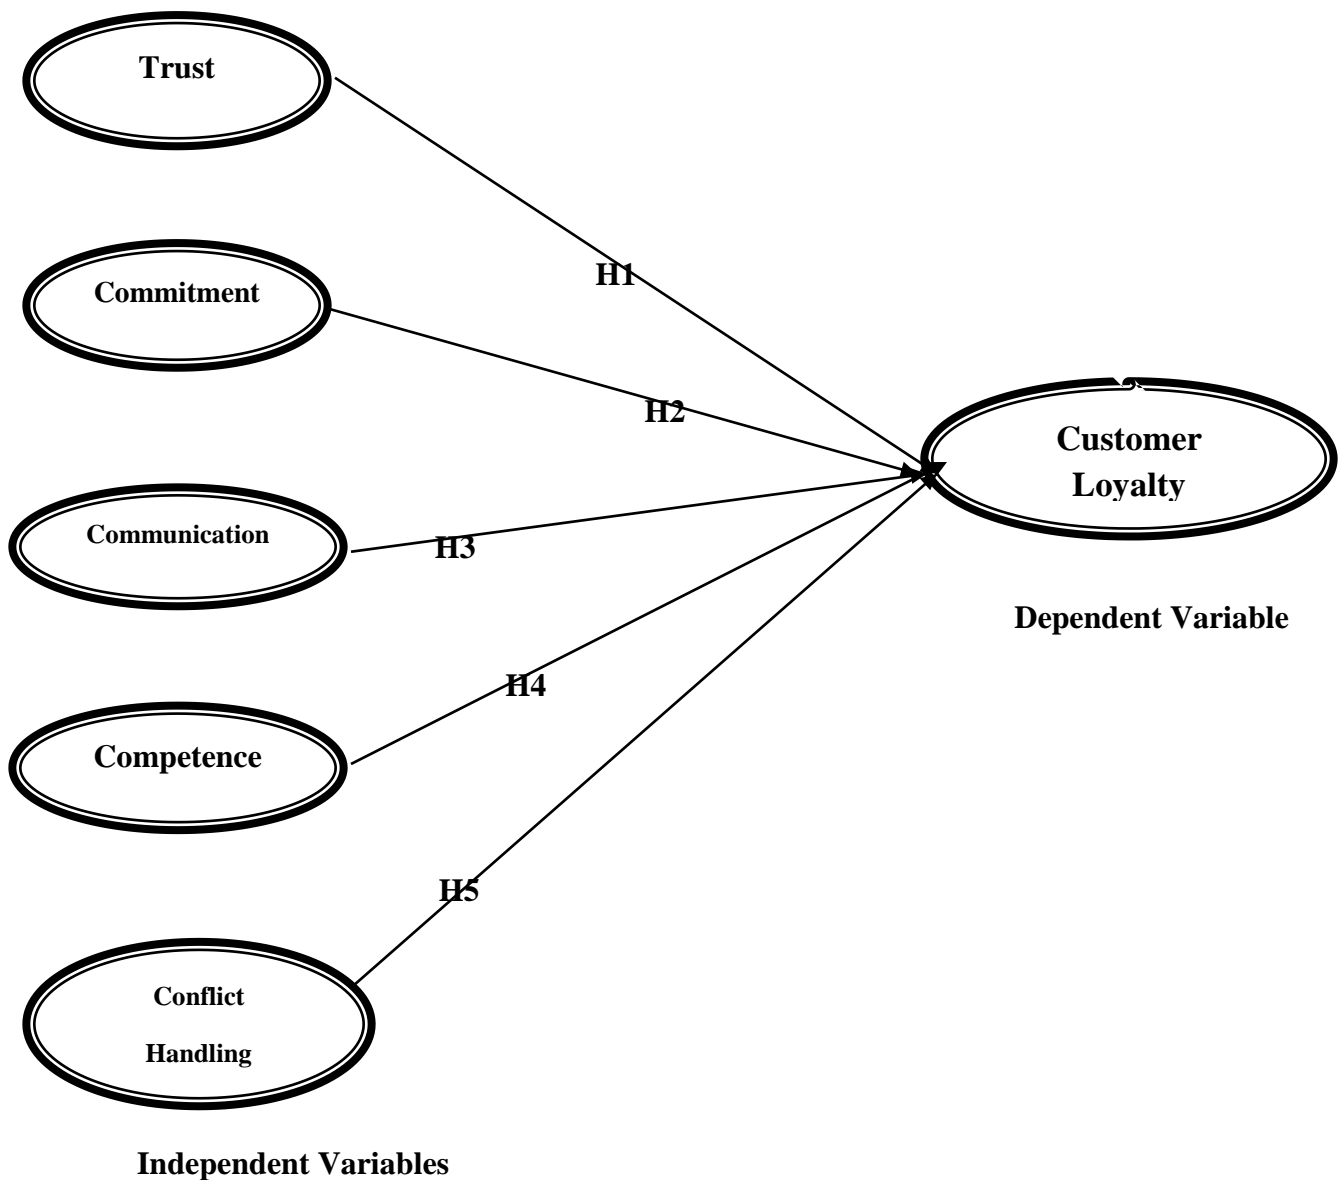 Trust
H1
Commitment
H2
Customer
Loyalty
Communication
H3
Dependent Variable
H4
Competence
H5
Conflict
Handling
Independent Variables